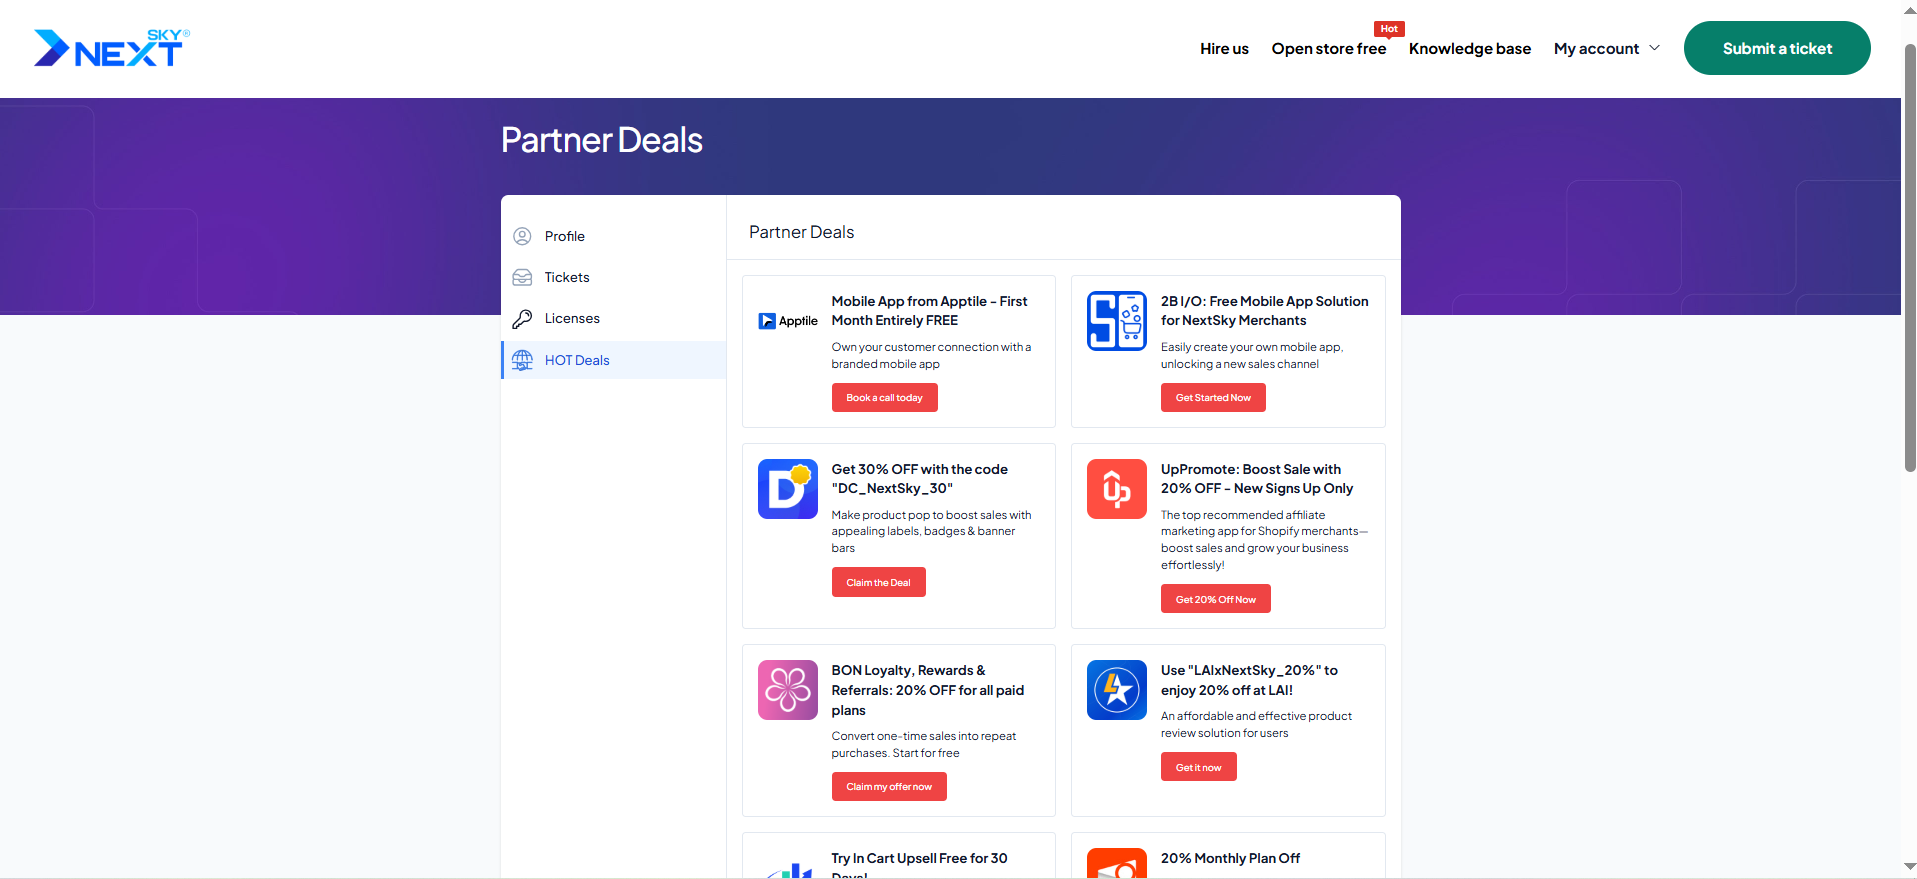 NEXT SKY®
Hire us
Open store free
Hot
Knowledge base
My account
Submit a ticket
Partner Deals
Profile
Tickets
Licenses
HOT Deals
Partner Deals
Apptile
Mobile App from Apptile - First
Month Entirely FREE
Own your customer connection with a
branded mobile app
Book a call today
2B I/O: Free Mobile App Solution
for NextSky Merchants
Easily create your own mobile app,
unlocking a new sales channel
Get Started Now
D
Get 30% OFF with the code
"DC_NextSky_30"
Make product pop to boost sales with
appealing labels, badges & banner
bars
Claim the Deal
Up
UpPromote: Boost Sale with
20% OFF - New Signs Up Only
The top recommended affiliate
marketing app for Shopify merchants—
boost sales and grow your business
effortlessly!
Get 20% Off Now
BON Loyalty, Rewards &
Referrals: 20% OFF for all paid
plans
Convert one-time sales into repeat
purchases. Start for free
Claim my offer now
Use "LAIxNextSky_20%" to
enjoy 20% off at LAI!
An affordable and effective product
review solution for users
Get it now
Try In Cart Upsell Free for 30
Days!
20% Monthly Plan Off